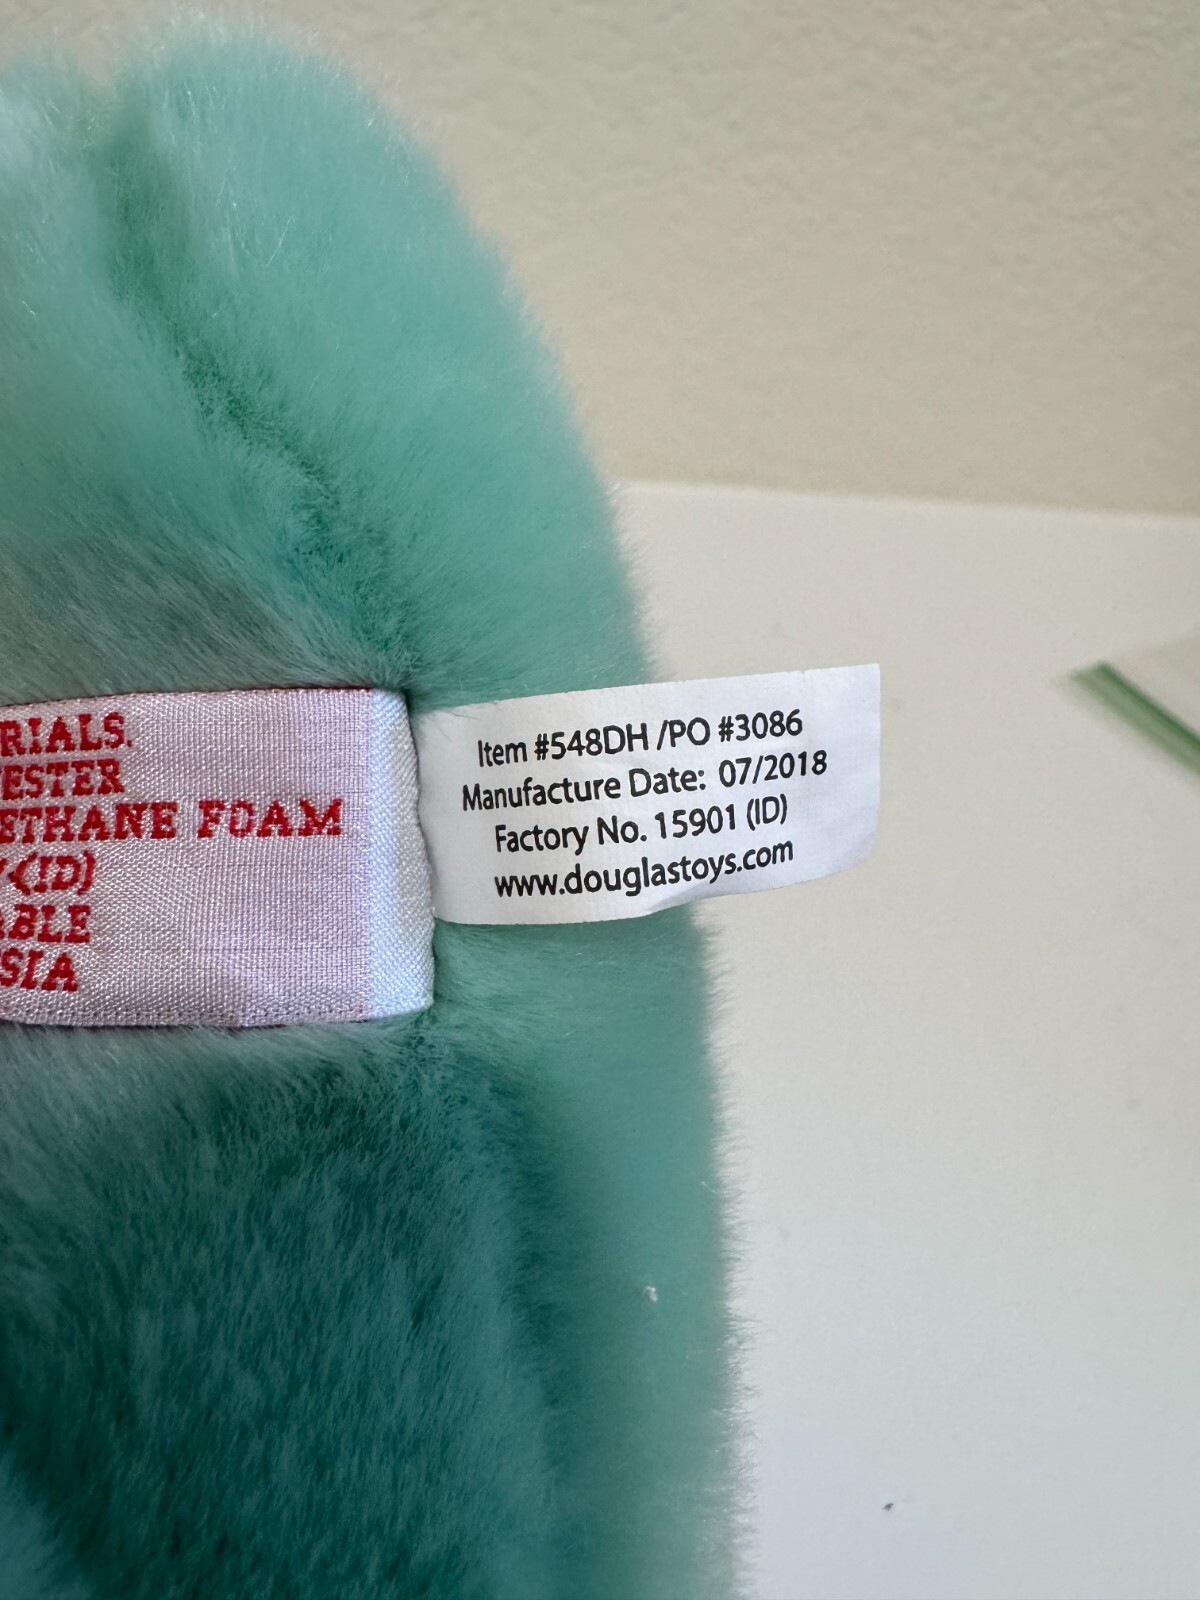 RIALS.
ESTER
ETHANE FOAM
(ID)
ABLE
SIA
Item #548DH /PO #3086
Manufacture Date: 07/2018
Factory No. 15901 (ID)
www.douglastoys.com